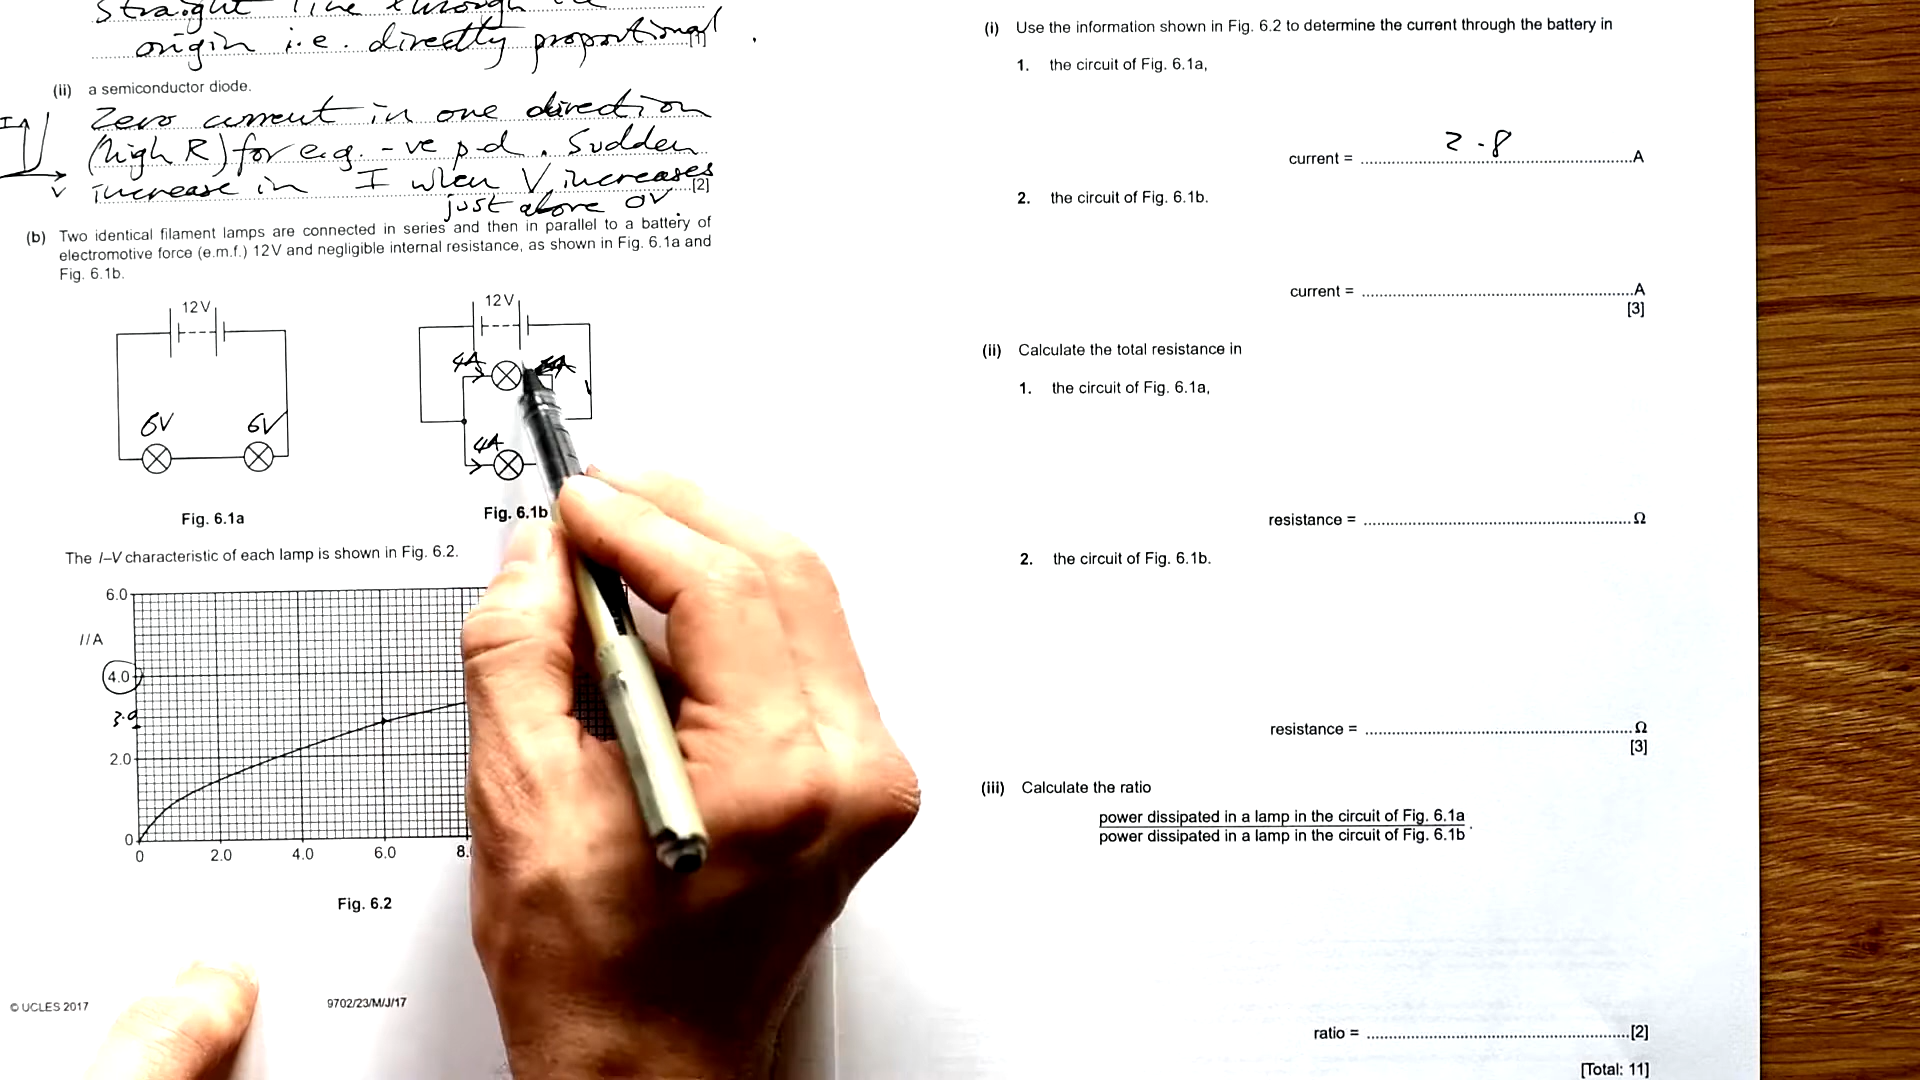 straight line through
origin i.e. directly proportional [1]
(ii) a semiconductor diode.
Zero current in one direction
(high R) for e.g. -ve p.d. Sudden
increase in I when V increases [2]
just above 0V.
I
V
(b) Two identical filament lamps are connected in series and then in parallel to a battery of
electromotive force (e.m.f.) 12V and negligible internal resistance, as shown in Fig. 6.1a and
Fig. 6.1b.
12V
6V 6V
Fig. 6.1a
12V
4A
4A
Fig. 6.1b
The I–V characteristic of each lamp is shown in Fig. 6.2.
6.0
I/A
4.0
2.0
0
0 2.0 4.0 6.0
Fig. 6.2
© UCLES 2017
9702/23/M/J/17
(i) Use the information shown in Fig. 6.2 to determine the current through the battery in
1. the circuit of Fig. 6.1a,
current = 2.8 A
2. the circuit of Fig. 6.1b.
current = A
[3]
(ii) Calculate the total resistance in
1. the circuit of Fig. 6.1a,
resistance = Ω
2. the circuit of Fig. 6.1b.
resistance = Ω
[3]
(iii) Calculate the ratio
power dissipated in a lamp in the circuit of Fig. 6.1a
power dissipated in a lamp in the circuit of Fig. 6.1b .
ratio = [2]
[Total: 11]